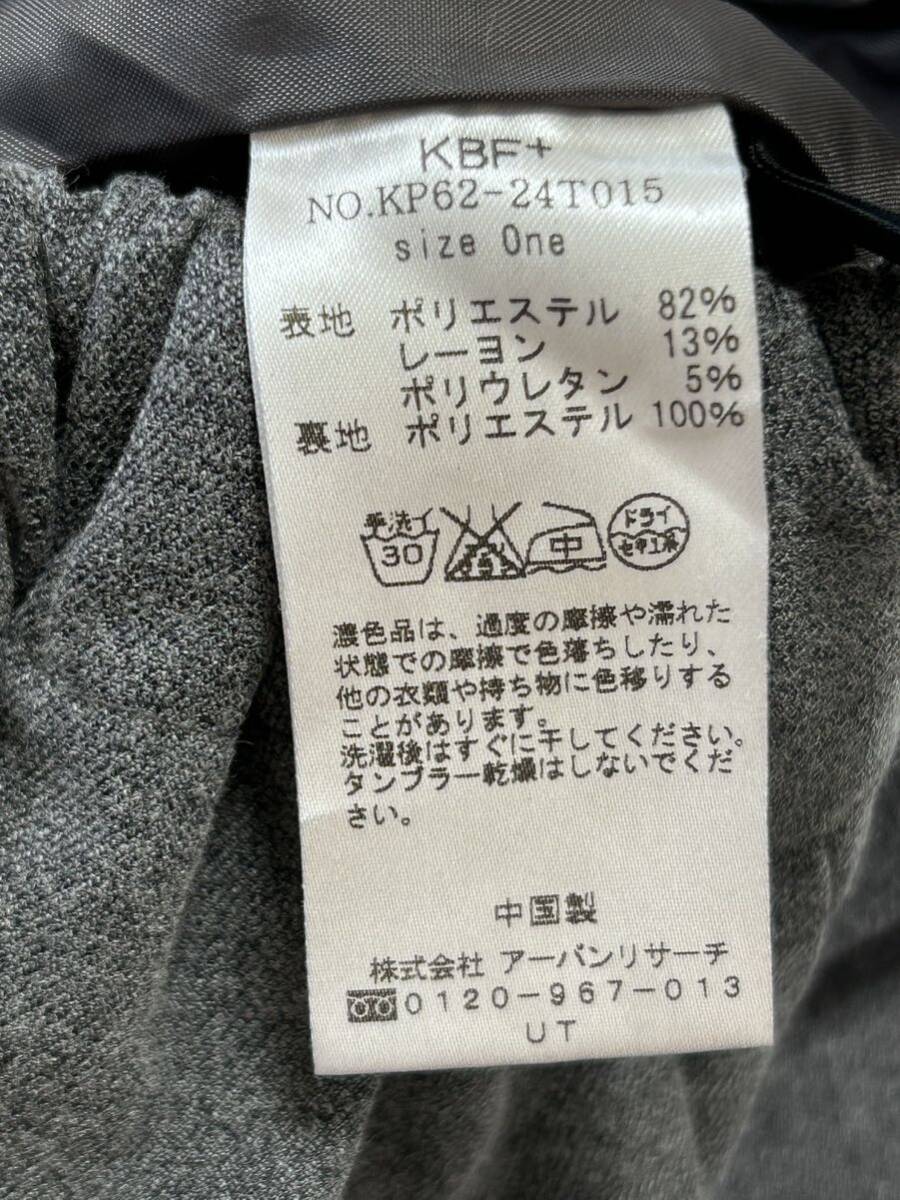 KBF+
NO.KP62-24T015
size One
表地 ポリエステル 82%
レーヨン 13%
ポリウレタン 5%
裏地 ポリエステル 100%
手洗イ 30 中 ドライ セキユ系
濃色品は、過度の摩擦や濡れた
状態での摩擦で色落ちしたり、
他の衣類や持ち物に色移りする
ことがあります。
洗濯後はすぐに干してください。
タンブラー乾燥はしないでくだ
さい。
中国製
株式会社 アーバンリサーチ
0120-967-013
UT